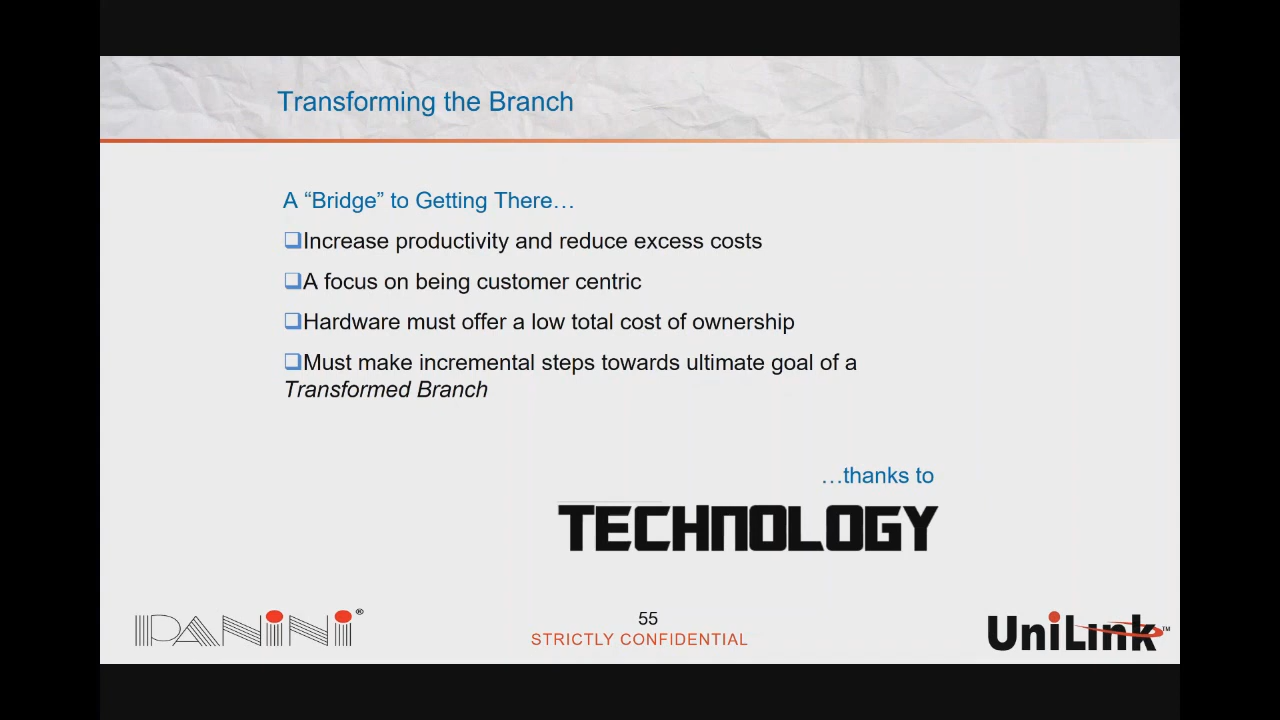 Transforming the Branch
A “Bridge” to Getting There…
❑Increase productivity and reduce excess costs
❑A focus on being customer centric
❑Hardware must offer a low total cost of ownership
❑Must make incremental steps towards ultimate goal of a
Transformed Branch
…thanks to
TECHNOLOGY
PANiNi®
55
STRICTLY CONFIDENTIAL
UniLink™